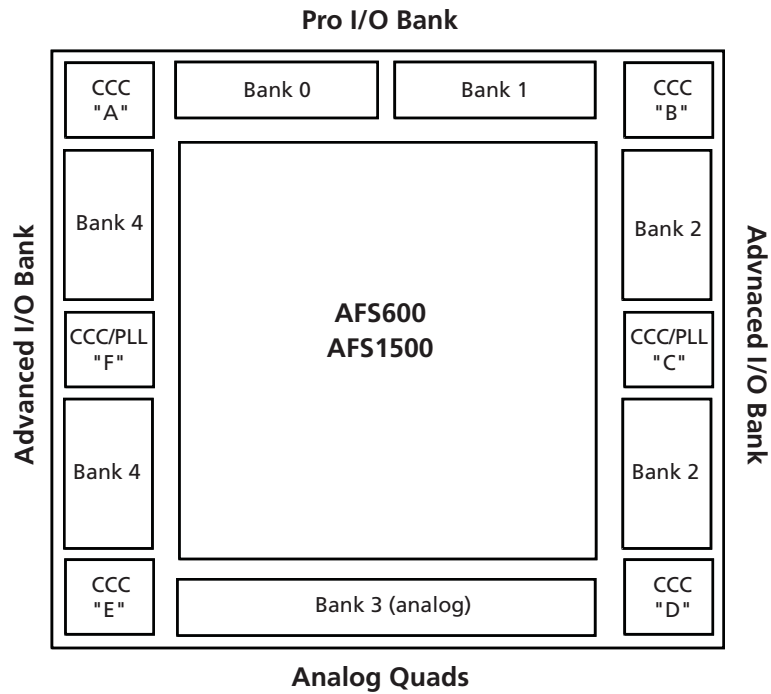 Pro I/O Bank
CCC
"A"
Bank 0
Bank 1
CCC
"B"
Bank 4
Bank 2
Advanced I/O Bank
Advnaced I/O Bank
AFS600
AFS1500
CCC/PLL
"F"
CCC/PLL
"C"
Bank 4
Bank 2
CCC
"E"
Bank 3 (analog)
CCC
"D"
Analog Quads